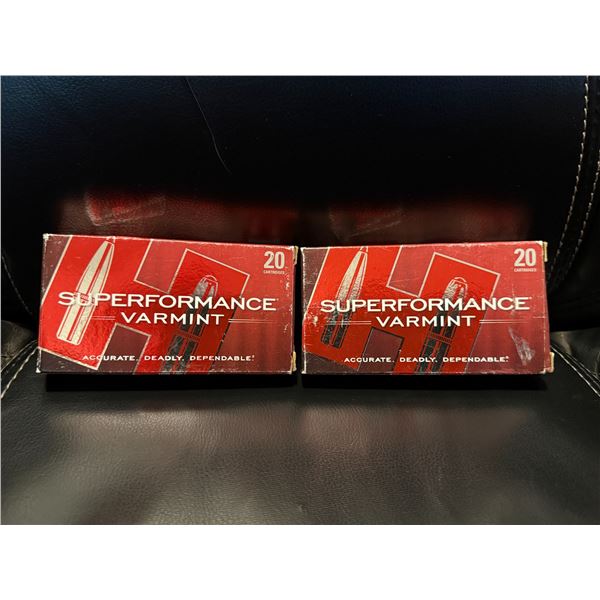 20
CARTRIDGES
SUPERFORMANCE
VARMINT
ACCURATE. DEADLY. DEPENDABLE.
20
CARTRIDGES
SUPERFORMANCE
VARMINT
ACCURATE. DEADLY. DEPENDABLE.